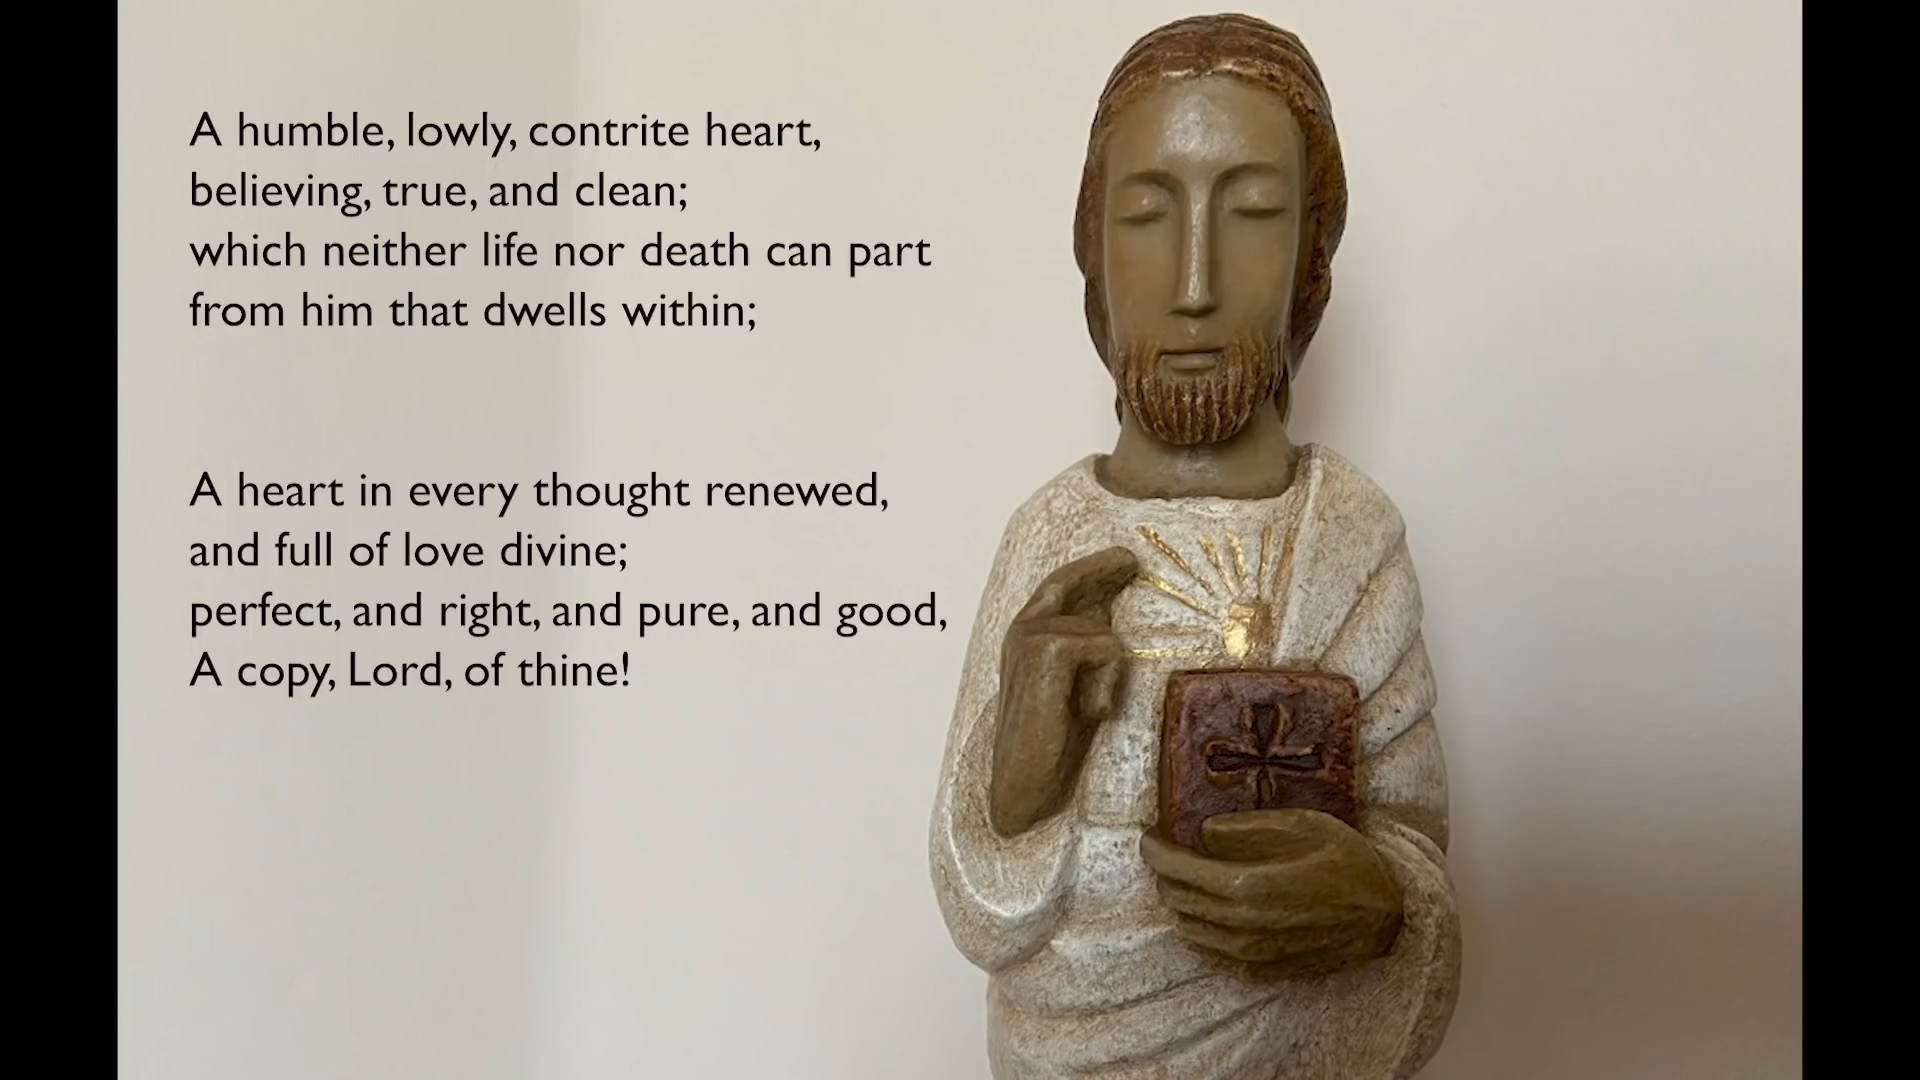 A humble, lowly, contrite heart,
believing, true, and clean;
which neither life nor death can part
from him that dwells within;
A heart in every thought renewed,
and full of love divine;
perfect, and right, and pure, and good,
A copy, Lord, of thine!